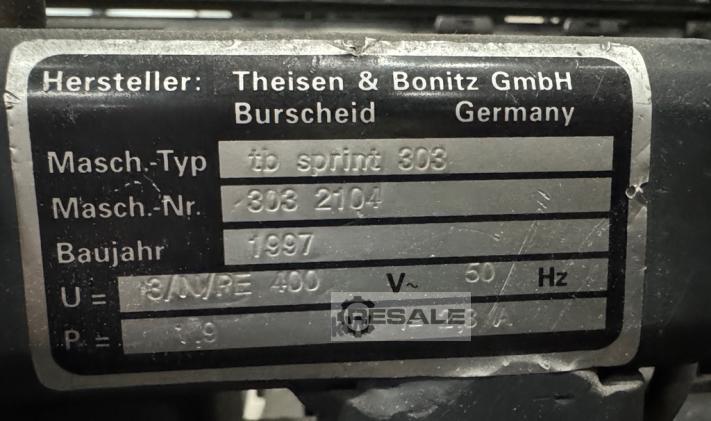 Hersteller: Theisen & Bonitz GmbH
Burscheid Germany
Masch.-Typ tb sprint 303
Masch.-Nr. 303 2104
Baujahr 1997
U = 400 V~ 50 Hz
P = 9 A
RESALE